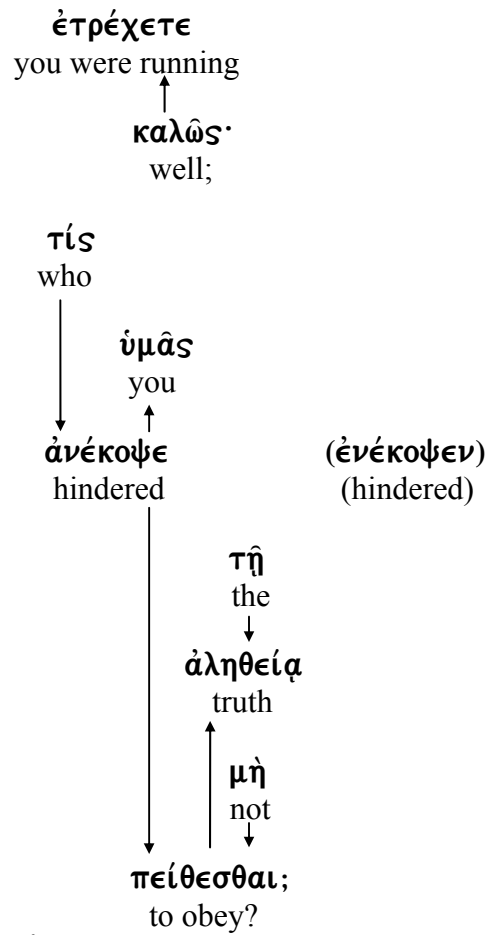 ἐτρέχετε
you were running
καλῶς·
well;
τίς
who
ὑμᾶς
you
ἀνέκοψε (ἐνέκοψεν)
hindered (hindered)
τῇ
the
ἀληθείᾳ
truth
μὴ
not
πείθεσθαι;
to obey?